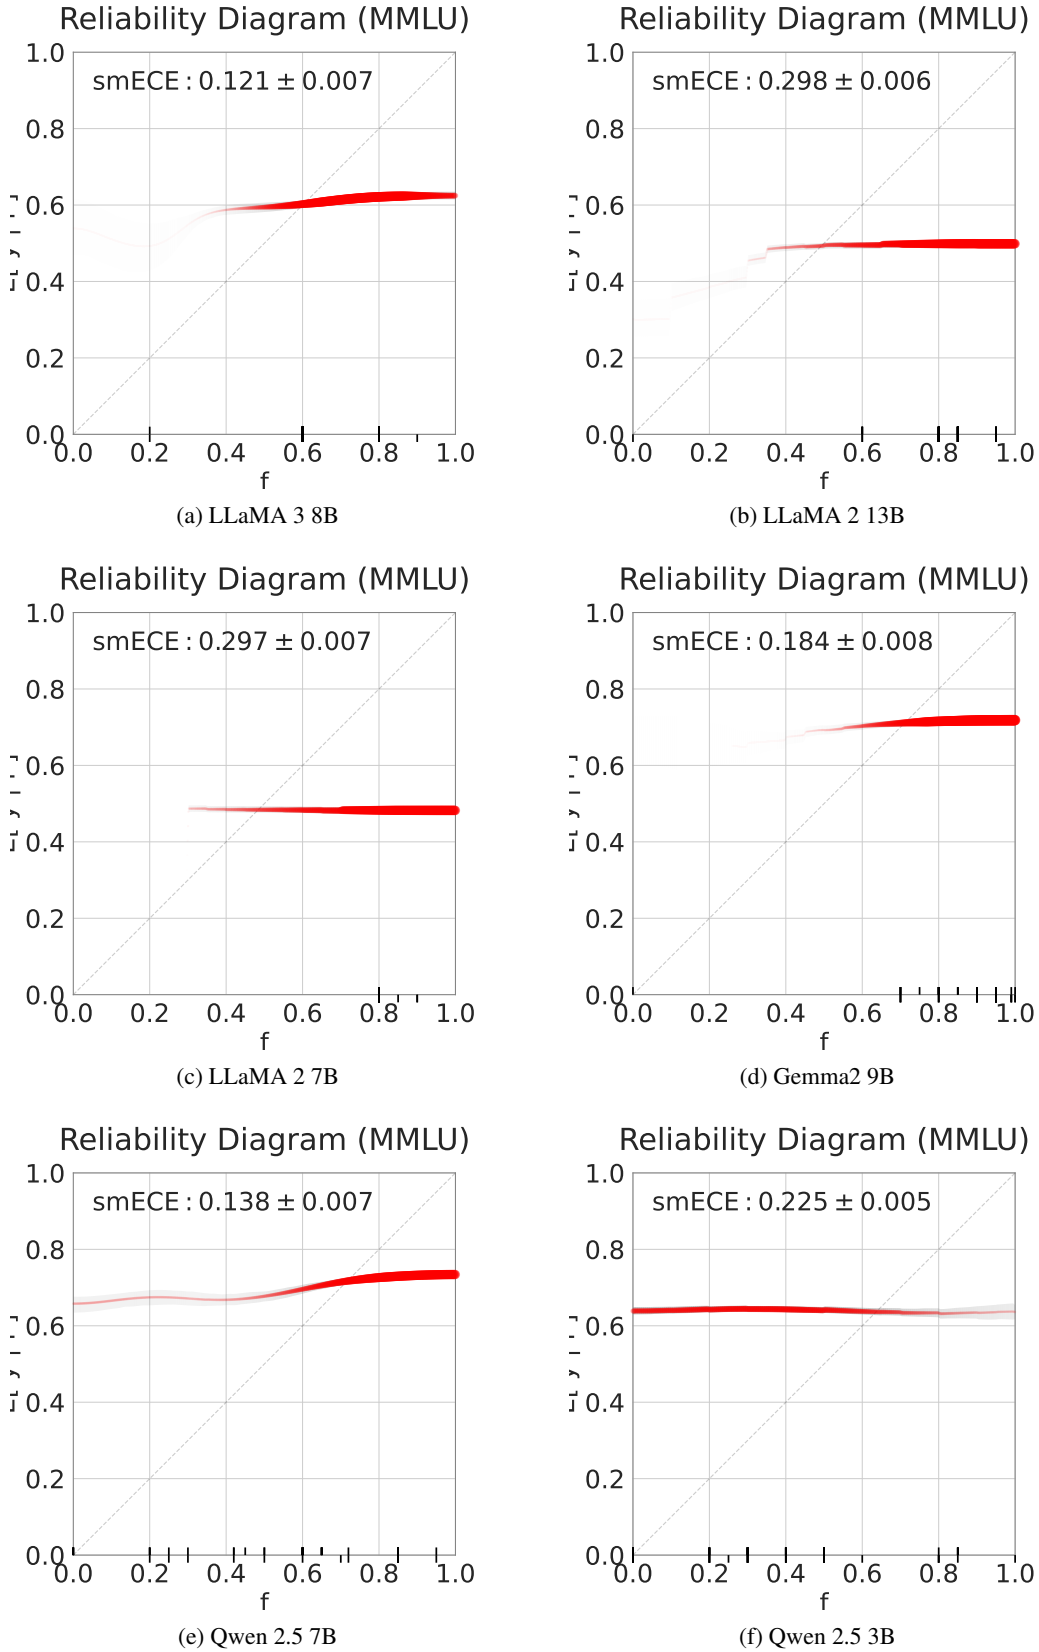 Reliability Diagram (MMLU)
smECE: 0.121 ± 0.007
1.0
0.8
0.6
0.4
0.2
0.0
0.0 0.2 0.4 0.6 0.8 1.0
f
(a) LLaMA 3 8B
Reliability Diagram (MMLU)
smECE: 0.298 ± 0.006
1.0
0.8
0.6
0.4
0.2
0.0
0.0 0.2 0.4 0.6 0.8 1.0
f
(b) LLaMA 2 13B
Reliability Diagram (MMLU)
smECE: 0.297 ± 0.007
1.0
0.8
0.6
0.4
0.2
0.0
0.0 0.2 0.4 0.6 0.8 1.0
f
(c) LLaMA 2 7B
Reliability Diagram (MMLU)
smECE: 0.184 ± 0.008
1.0
0.8
0.6
0.4
0.2
0.0
0.0 0.2 0.4 0.6 0.8 1.0
f
(d) Gemma2 9B
Reliability Diagram (MMLU)
smECE: 0.138 ± 0.007
1.0
0.8
0.6
0.4
0.2
0.0
0.0 0.2 0.4 0.6 0.8 1.0
f
(e) Qwen 2.5 7B
Reliability Diagram (MMLU)
smECE: 0.225 ± 0.005
1.0
0.8
0.6
0.4
0.2
0.0
0.0 0.2 0.4 0.6 0.8 1.0
f
(f) Qwen 2.5 3B